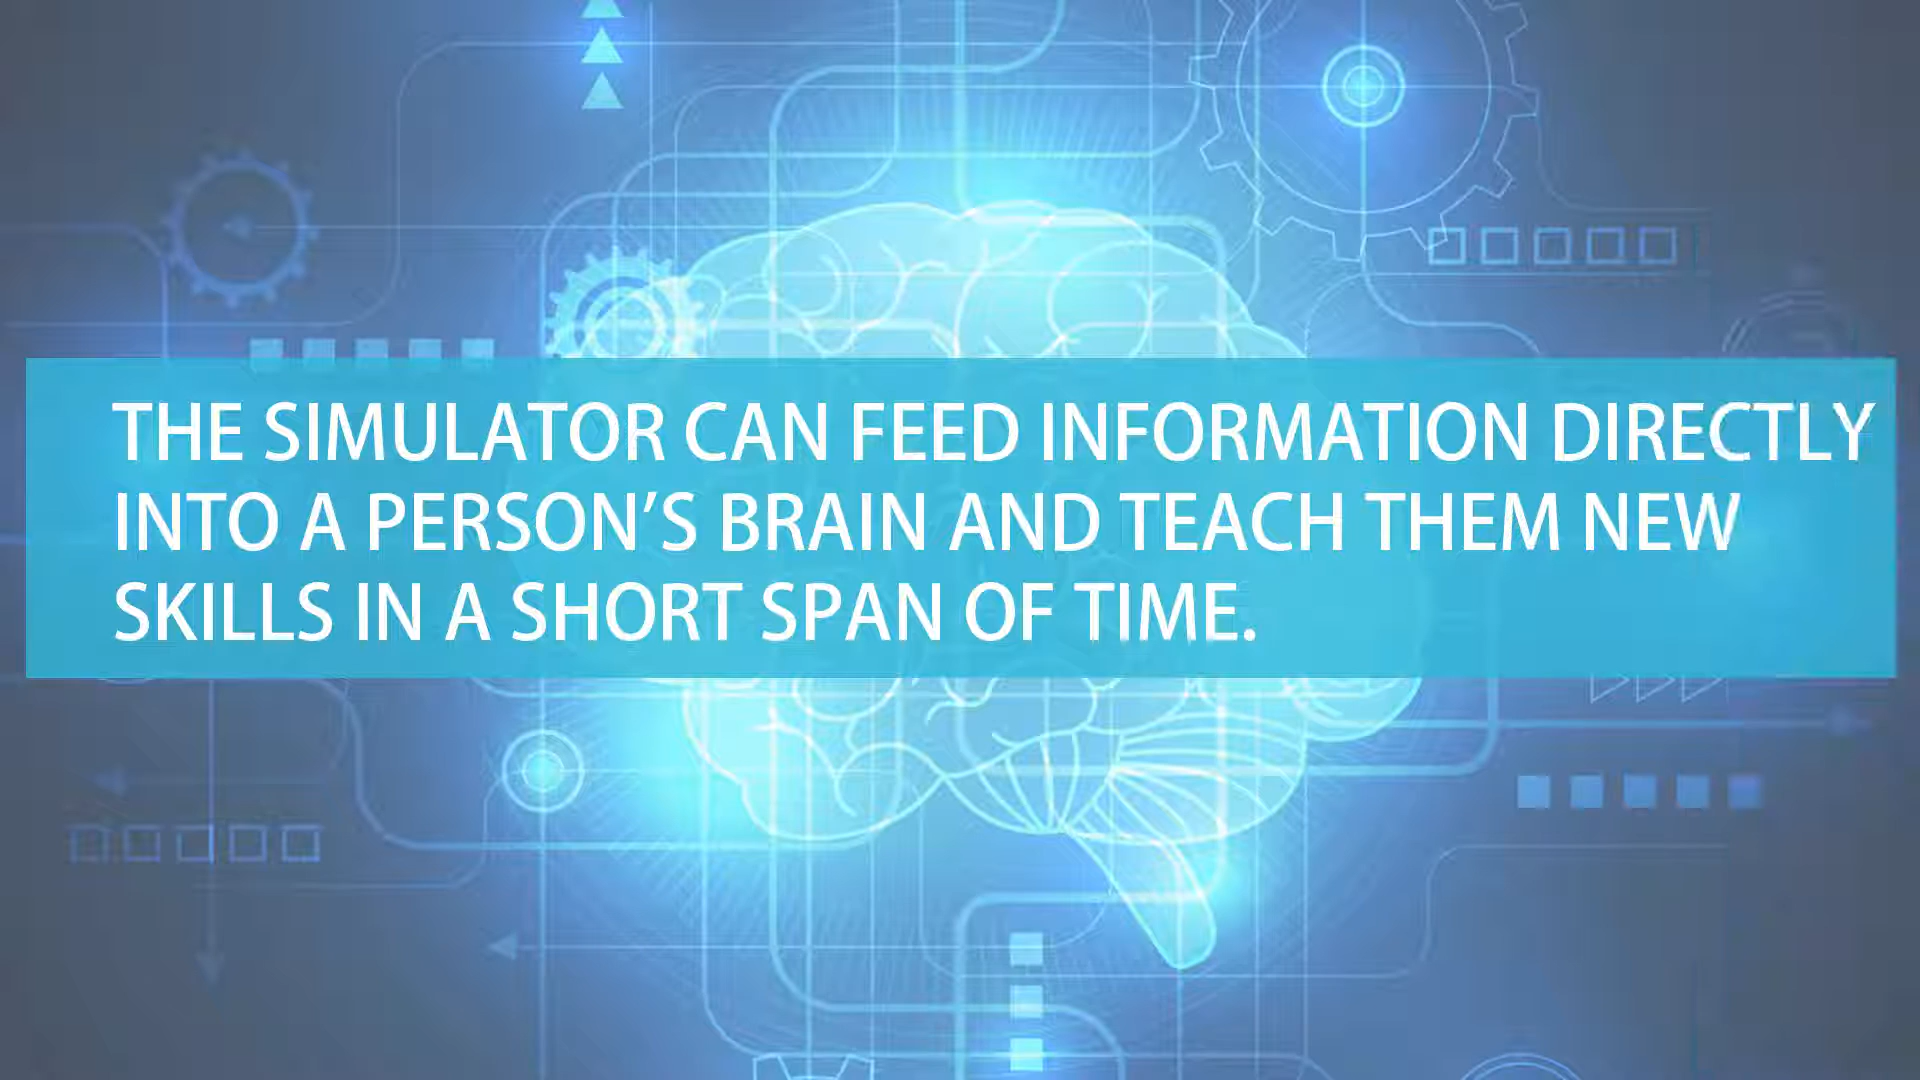 THE SIMULATOR CAN FEED INFORMATION DIRECTLY
INTO A PERSON’S BRAIN AND TEACH THEM NEW
SKILLS IN A SHORT SPAN OF TIME.